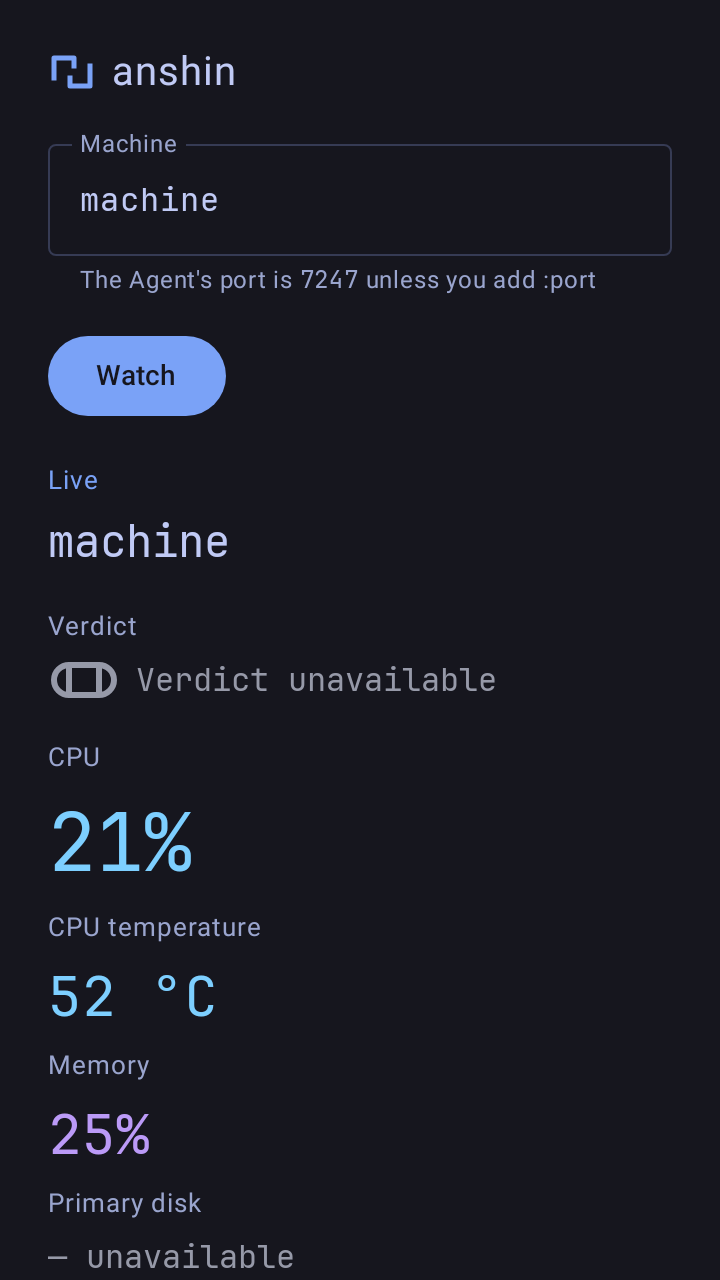 anshin
Machine
machine
The Agent's port is 7247 unless you add :port
Watch
Live
machine
Verdict
Verdict unavailable
CPU
21%
CPU temperature
52 °C
Memory
25%
Primary disk
— unavailable